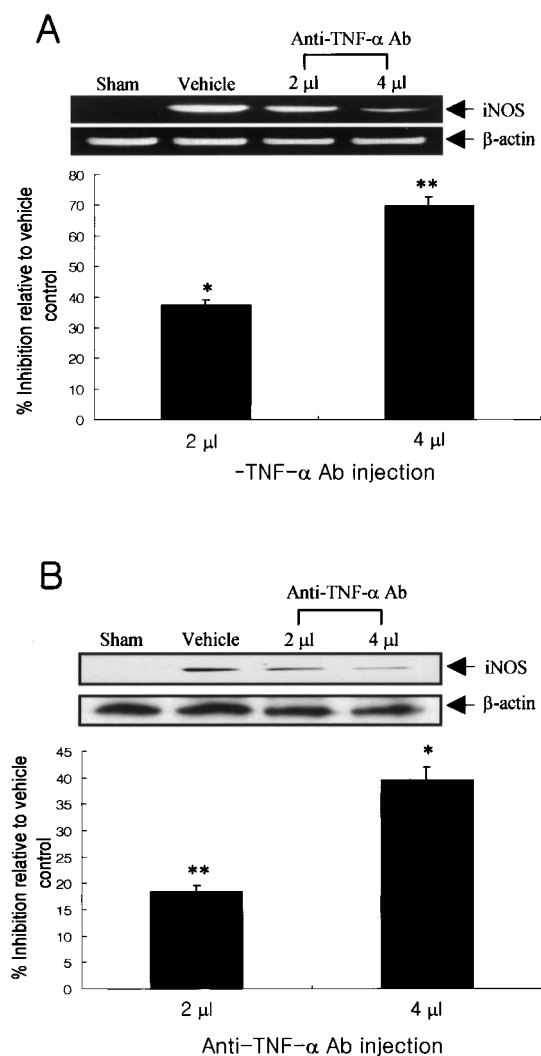 A
Anti-TNF-α Ab
Sham Vehicle 2 μl 4 μl
iNOS
β-actin
% Inhibition relative to vehicle
control
80
70
60
50
40
30
20
10
0
*
**
2 μl 4 μl
-TNF-α Ab injection
B
Anti-TNF-α Ab
Sham Vehicle 2 μl 4 μl
iNOS
β-actin
% Inhibition relative to vehicle
control
45
40
35
30
25
20
15
10
5
0
**
*
2 μl 4 μl
Anti-TNF-α Ab injection